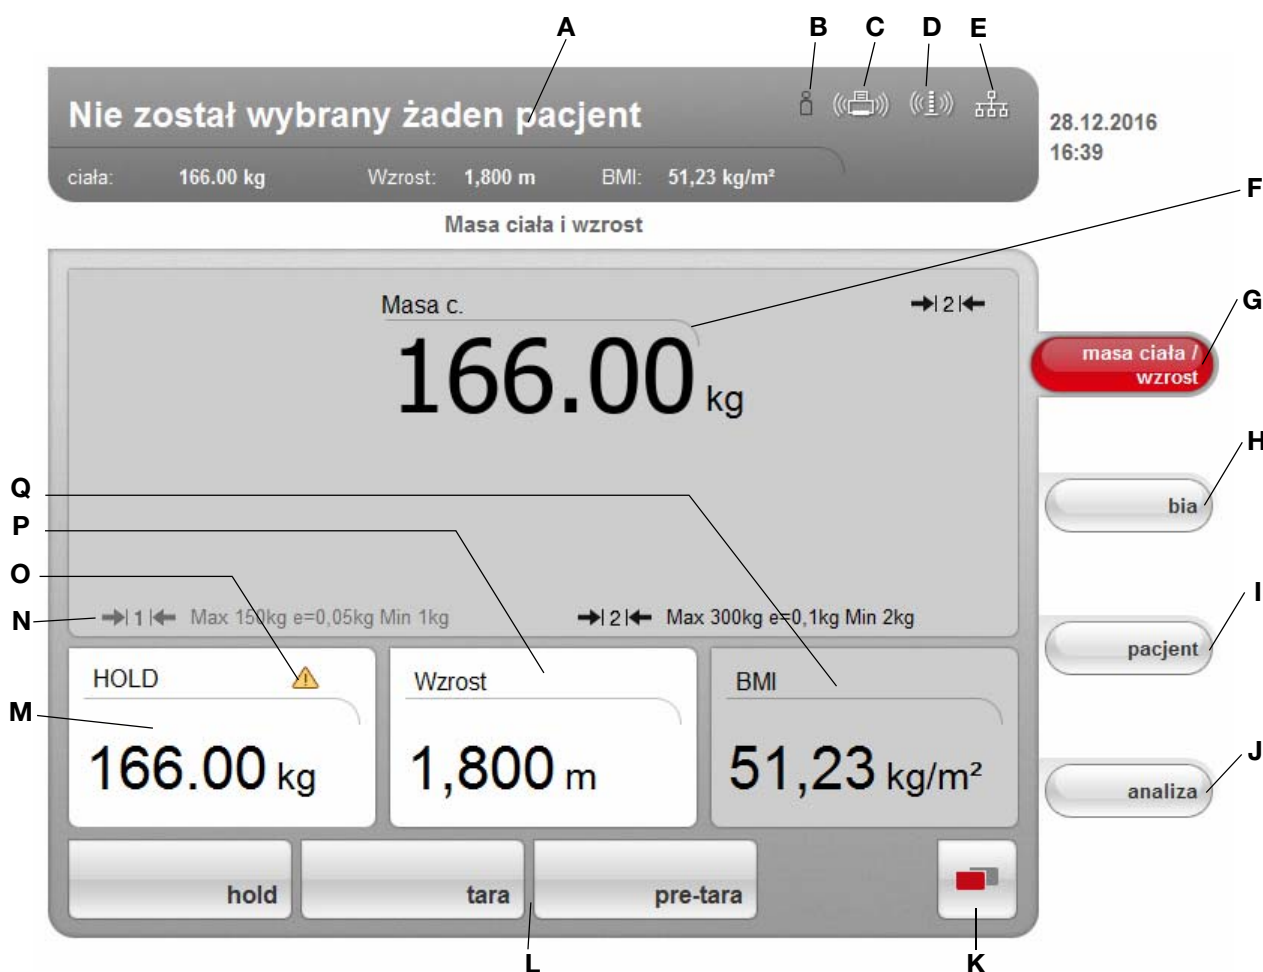 A
B
C
D
E
Nie został wybrany żaden pacjent
28.12.2016
16:39
ciała: 166.00 kg Wzrost: 1,800 m BMI: 51,23 kg/m²
F
Masa ciała i wzrost
Masa c.
2
166.00 kg
G
masa ciała /
wzrost
H
bia
Q
P
O
N
1 Max 150kg e=0,05kg Min 1kg
2 Max 300kg e=0,1kg Min 2kg
I
pacjent
HOLD
Wzrost
BMI
M
166.00 kg
1,800 m
51,23 kg/m²
J
analiza
hold
tara
pre-tara
L
K